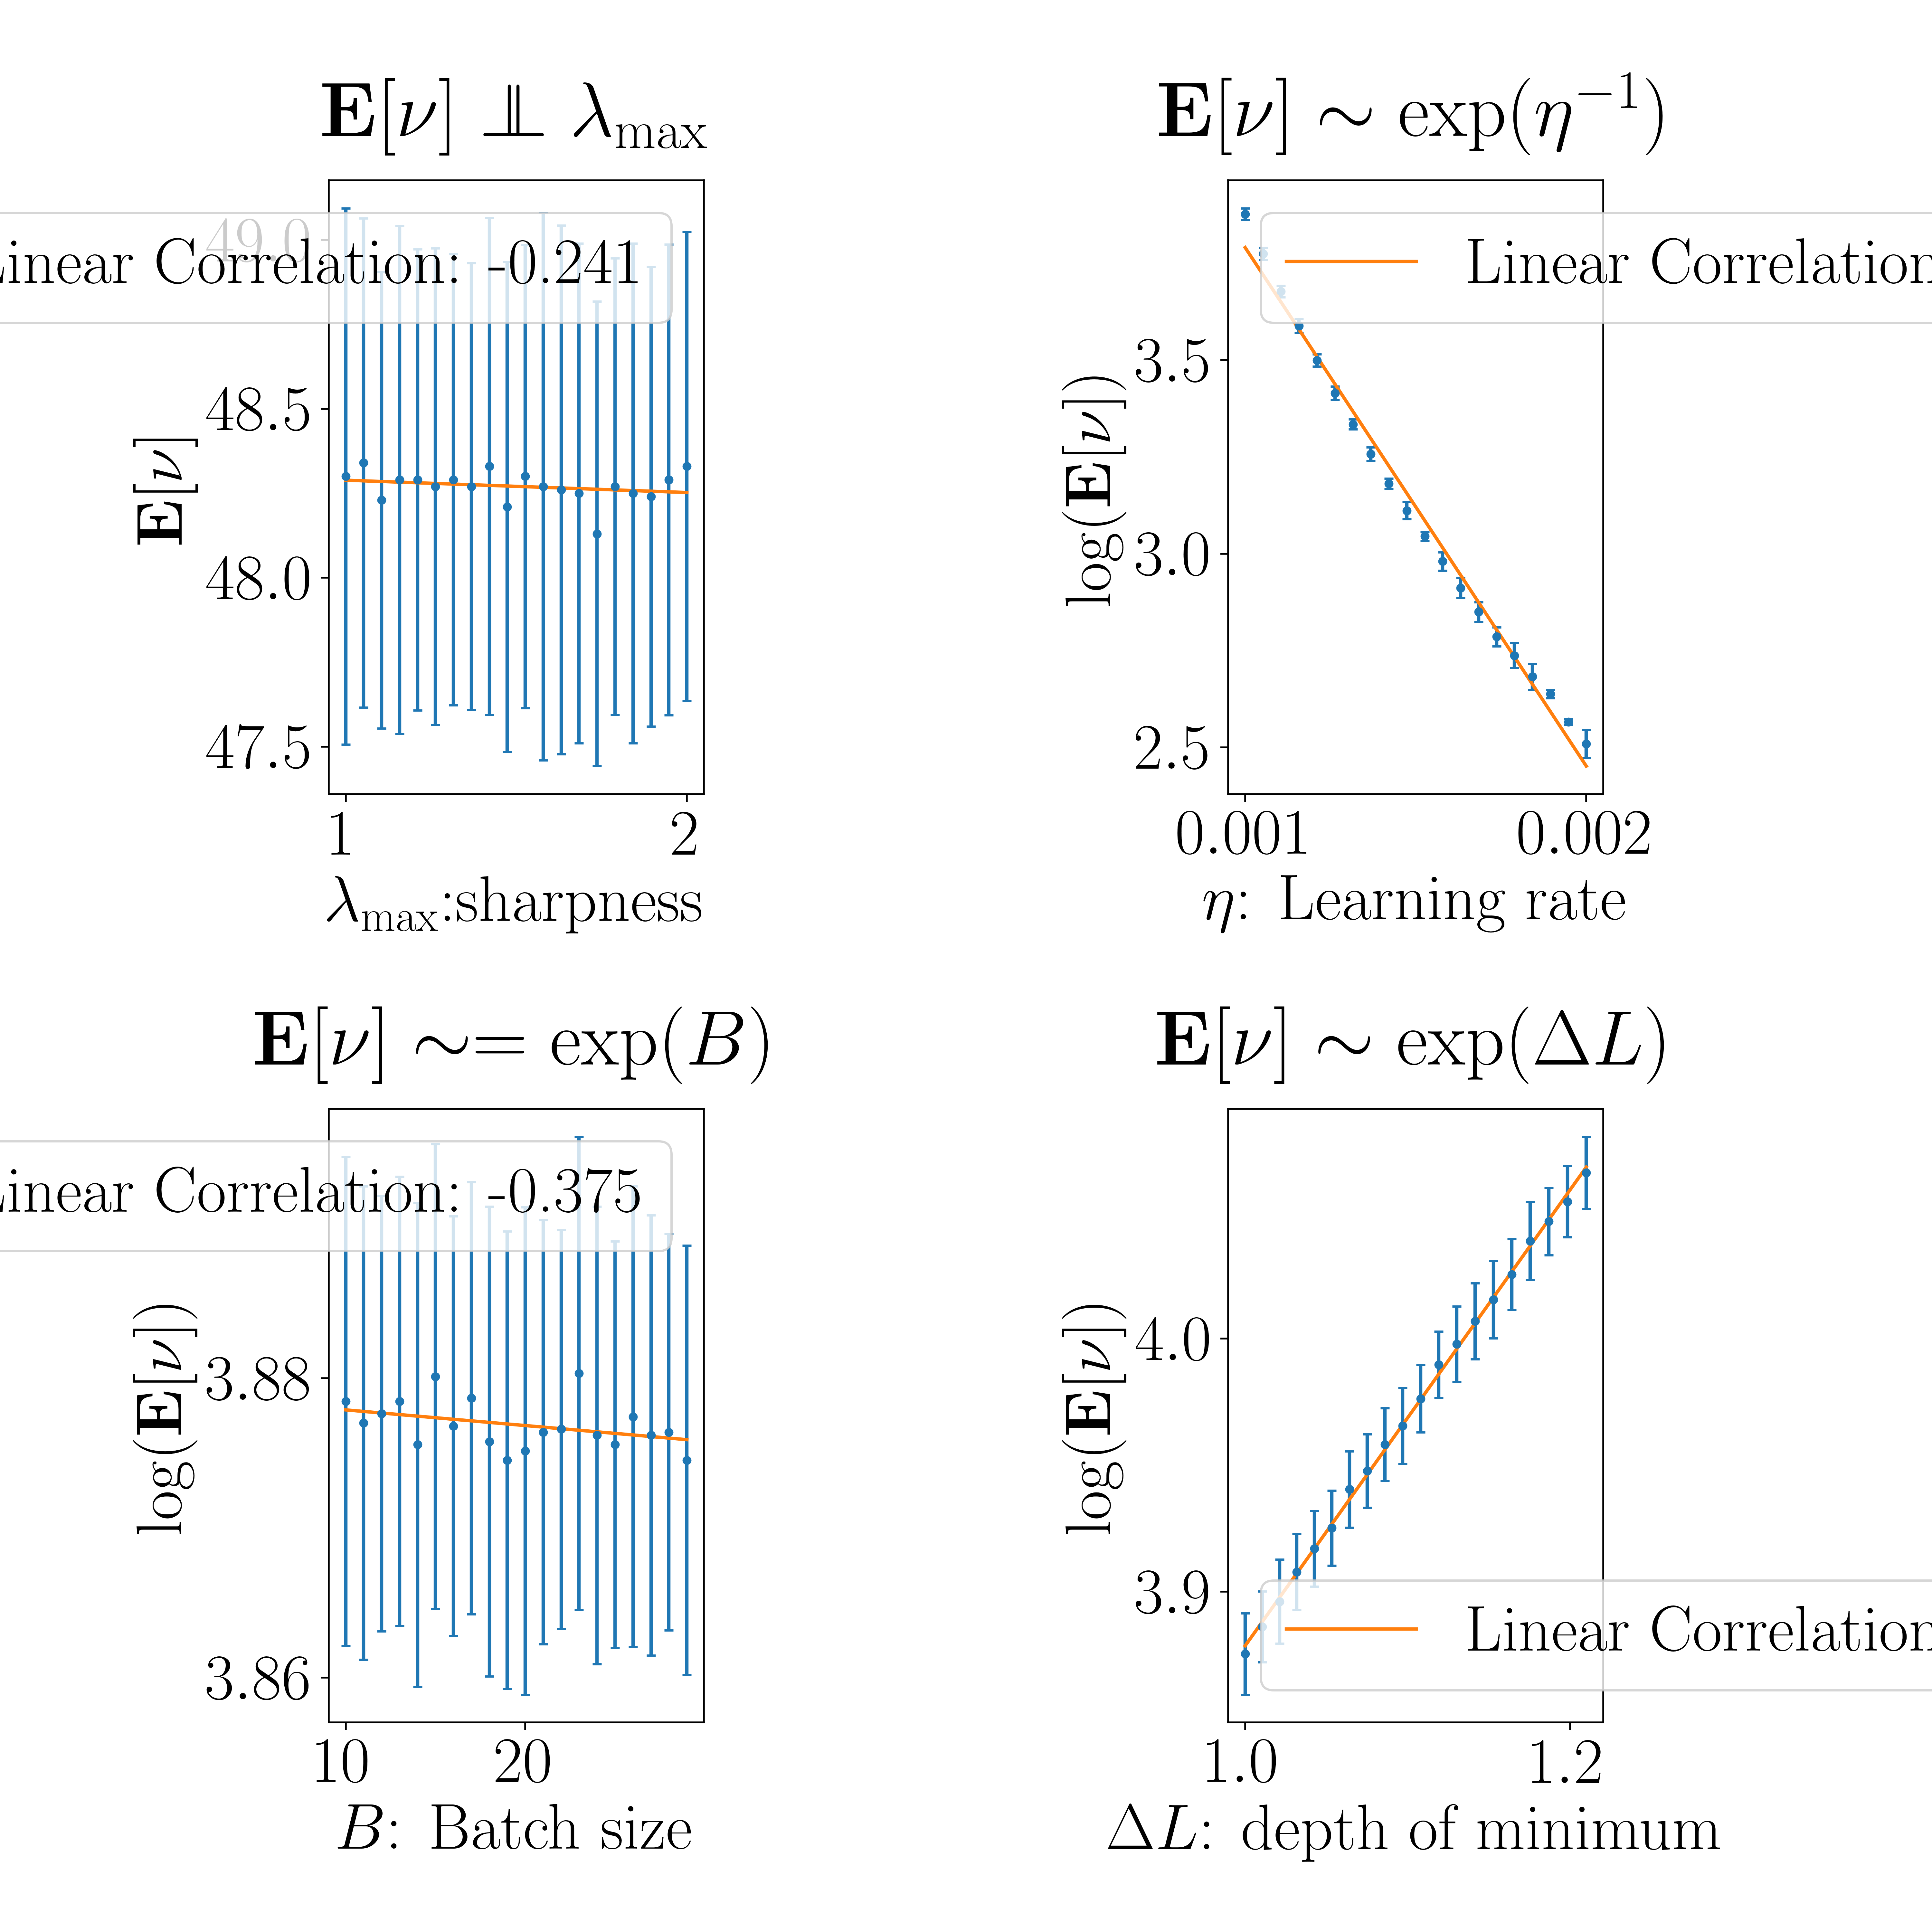 𝐄[ν] ⫫ λ_max
𝐄[ν] ∼ exp(η⁻¹)
49.0
48.5
48.0
47.5
𝐄[ν]
Linear Correlation: -0.241
1 2
λ_max:sharpness
3.5
3.0
2.5
log(𝐄[ν])
Linear Correlation
0.001 0.002
η: Learning rate
𝐄[ν] ∼= exp(B)
𝐄[ν] ∼ exp(ΔL)
3.88
3.86
log(𝐄[ν])
Linear Correlation: -0.375
10 20
B: Batch size
4.0
3.9
log(𝐄[ν])
Linear Correlation
1.0 1.2
ΔL: depth of minimum